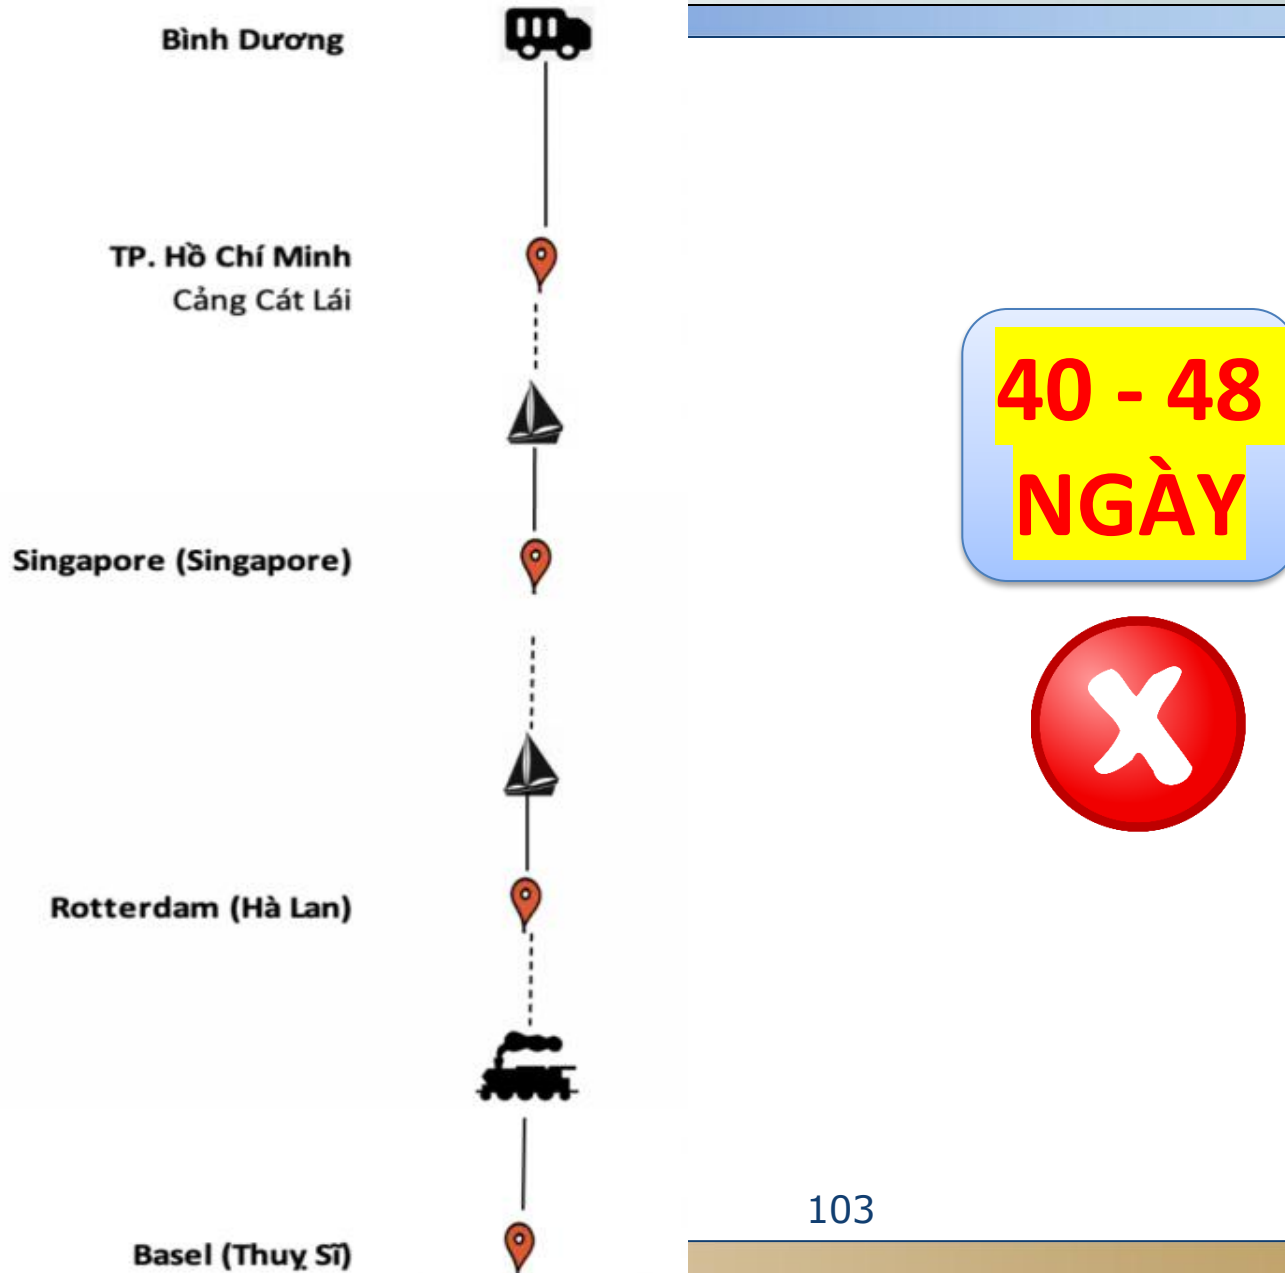 Bình Dương
TP. Hồ Chí Minh
Cảng Cát Lái
Singapore (Singapore)
Rotterdam (Hà Lan)
Basel (Thuỵ Sĩ)
40 - 48
NGÀY
103